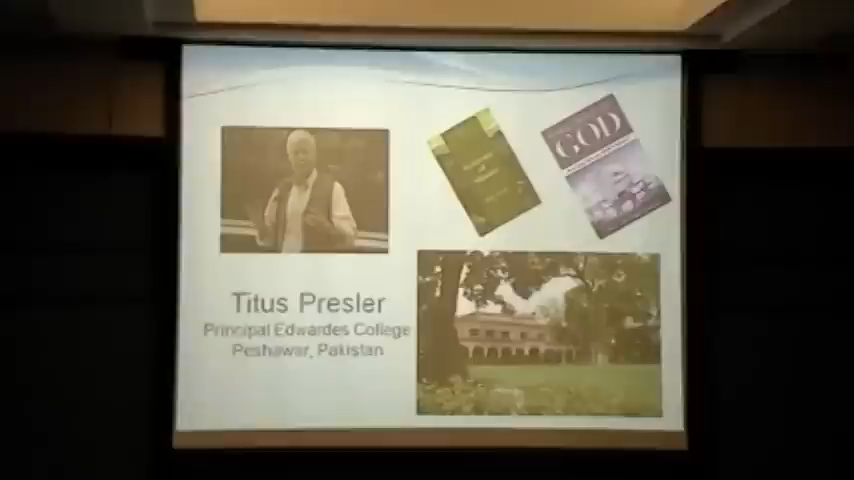 GOD
Titus Presler
Principal Edwardes College
Peshawar, Pakistan